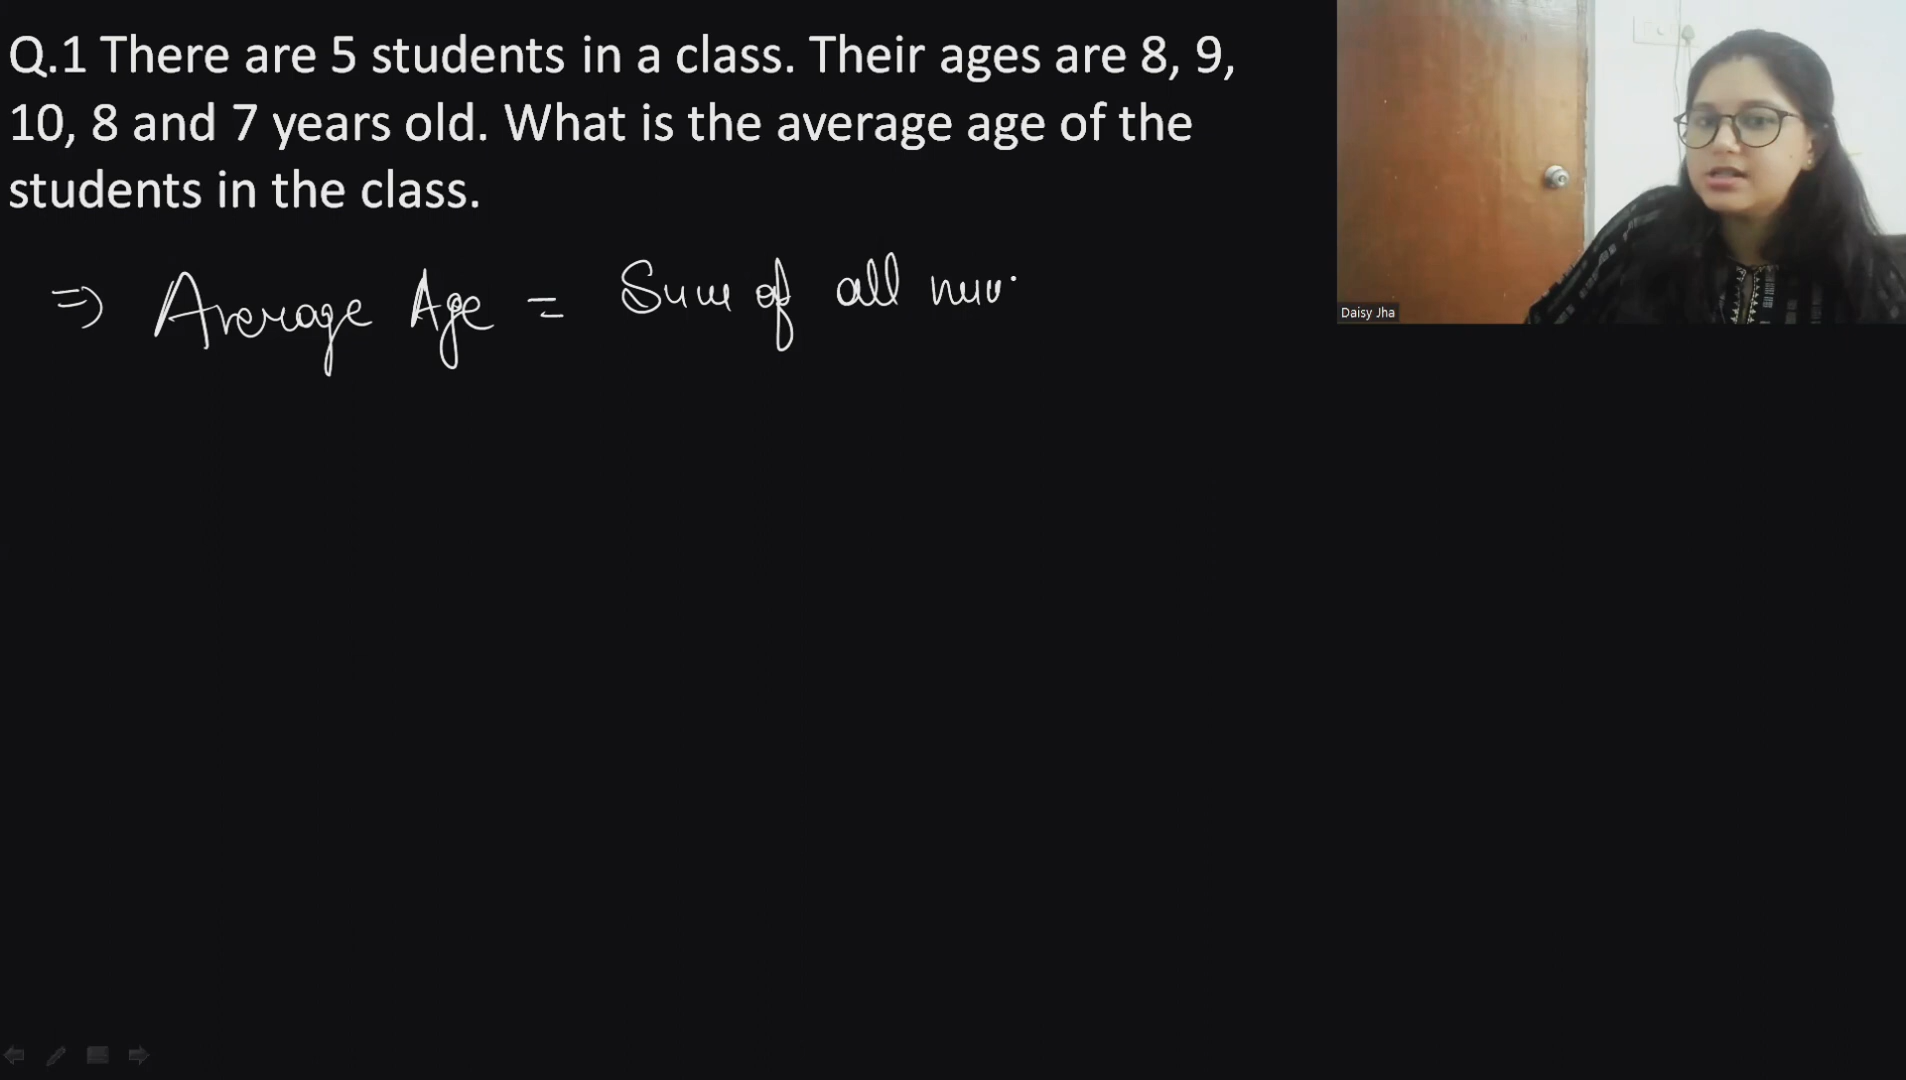 Q.1 There are 5 students in a class. Their ages are 8, 9,
10, 8 and 7 years old. What is the average age of the
students in the class.
⇒ Average Age = Sum of all
Daisy Jha